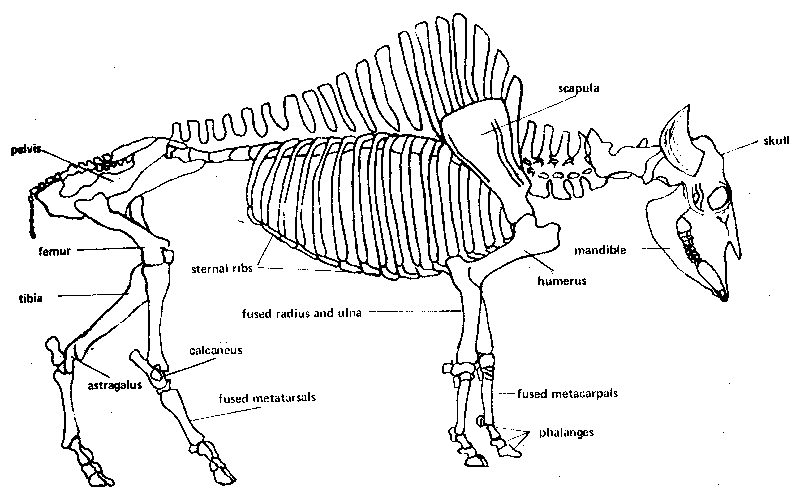 scapula
skull
pelvis
femur
sternal ribs
mandible
humerus
tibia
fused radius and ulna
calcaneus
astragalus
fused metatarsals
fused metacarpals
phalanges